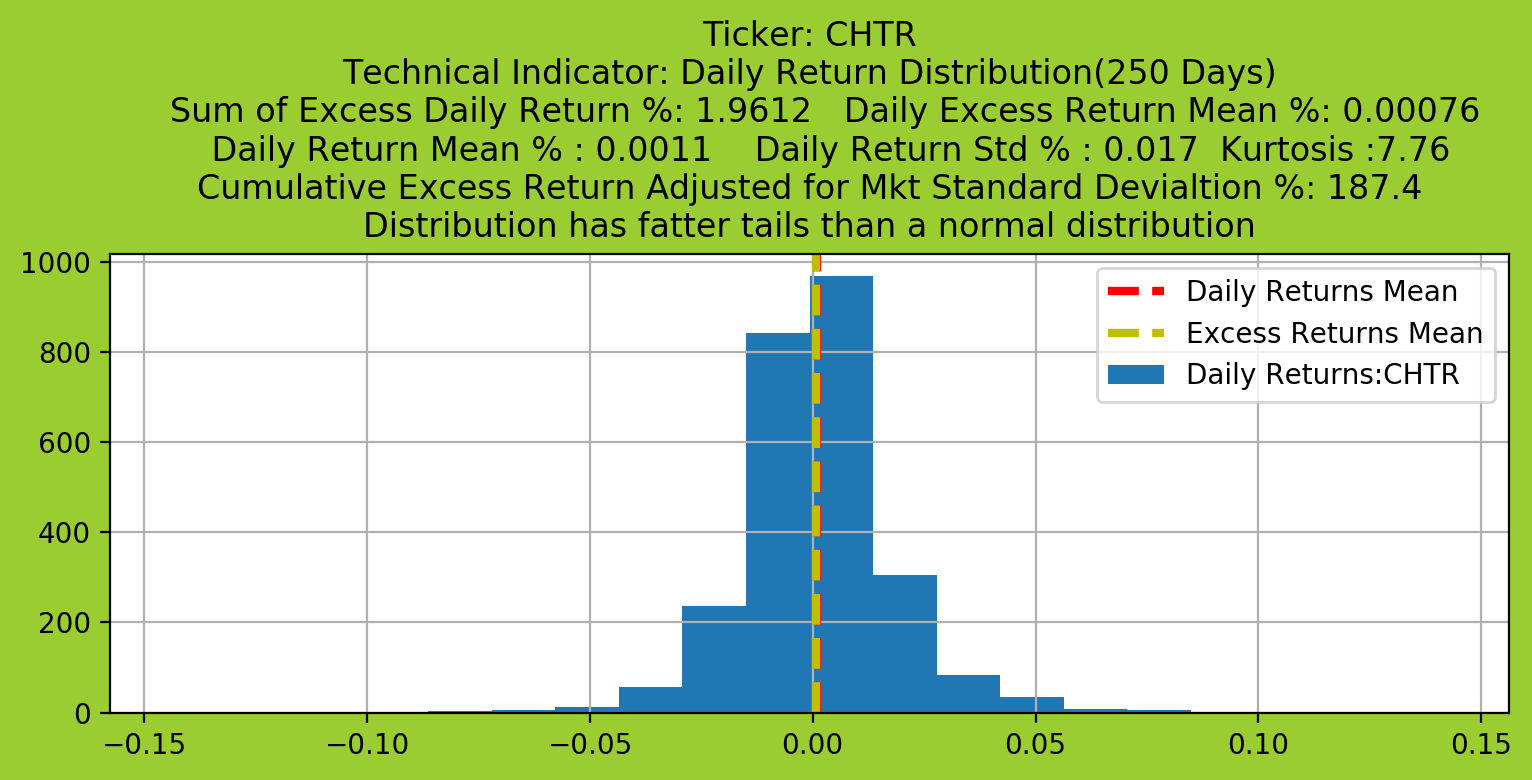 Ticker: CHTR
Technical Indicator: Daily Return Distribution(250 Days)
Sum of Excess Daily Return %: 1.9612   Daily Excess Return Mean %: 0.00076
Daily Return Mean % : 0.0011    Daily Return Std % : 0.017  Kurtosis :7.76
Cumulative Excess Return Adjusted for Mkt Standard Devialtion %: 187.4
Distribution has fatter tails than a normal distribution
1000
800
600
400
200
0
Daily Returns Mean
Excess Returns Mean
Daily Returns:CHTR
−0.15 −0.10 −0.05 0.00 0.05 0.10 0.15